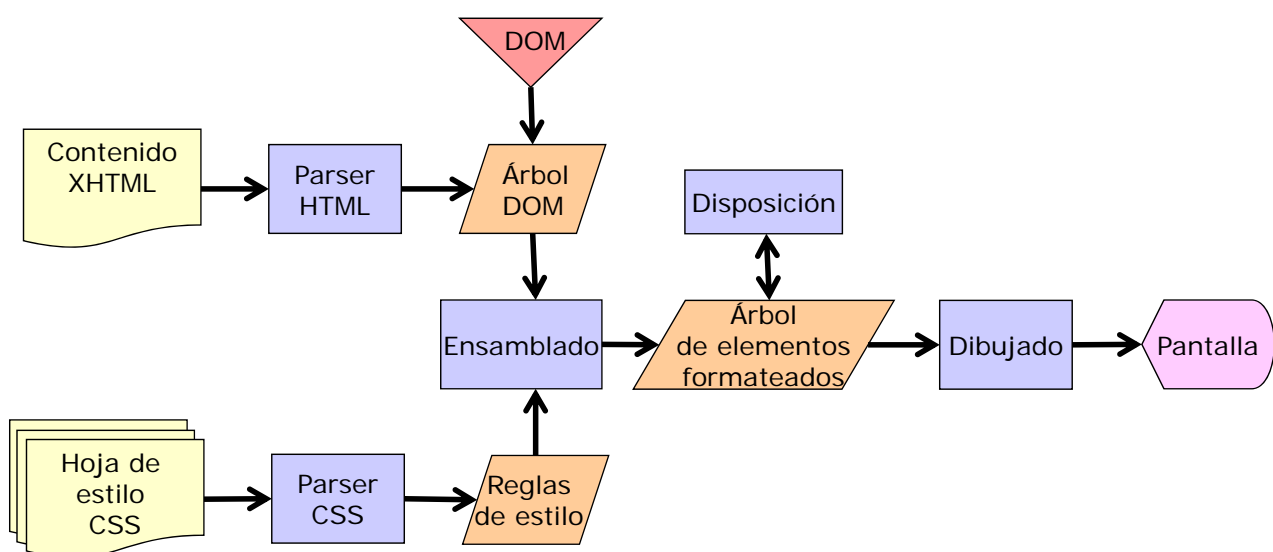 DOM
Contenido
XHTML
Parser
HTML
Árbol
DOM
Disposición
Ensamblado
Árbol
de elementos
formateados
Dibujado
Pantalla
Hoja de
estilo
CSS
Parser
CSS
Reglas
de estilo